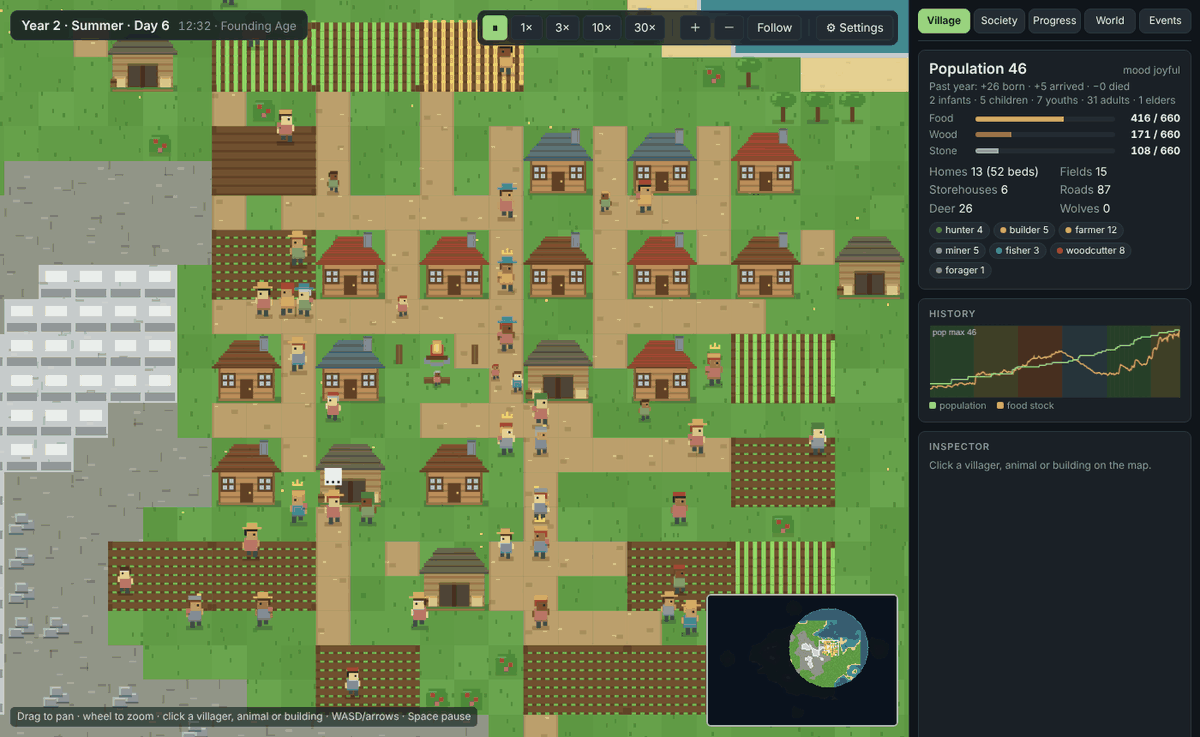 Year 2 · Summer · Day 6 12:32 · Founding Age
1× 3× 10× 30× + − Follow ⚙ Settings
Village Society Progress World Events
Population 46 mood joyful
Past year: +26 born · +5 arrived · −0 died
2 infants · 5 children · 7 youths · 31 adults · 1 elders
Food 416 / 660
Wood 171 / 660
Stone 108 / 660
Homes 13 (52 beds) Fields 15
Storehouses 6 Roads 87
Deer 26 Wolves 0
hunter 4 builder 5 farmer 12
miner 5 fisher 3 woodcutter 8
forager 1
HISTORY
pop max 46
population food stock
INSPECTOR
Click a villager, animal or building on the map.
Drag to pan · wheel to zoom · click a villager, animal or building · WASD/arrows · Space pause